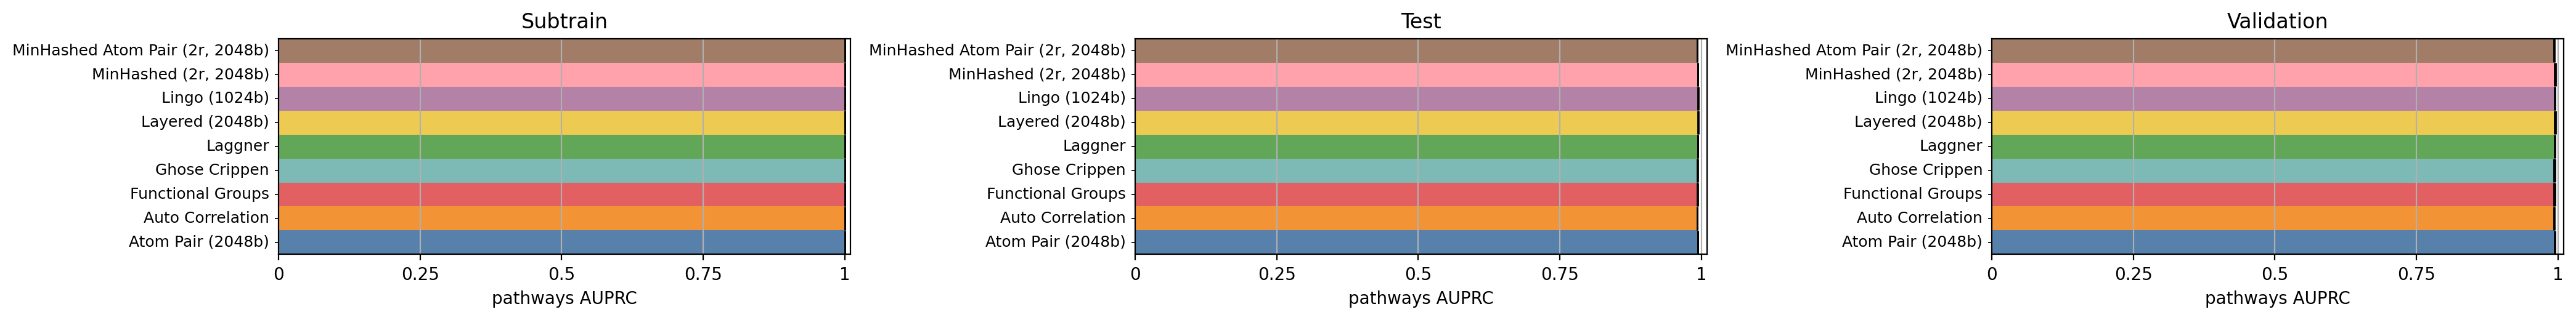 Subtrain
MinHashed Atom Pair (2r, 2048b)
MinHashed (2r, 2048b)
Lingo (1024b)
Layered (2048b)
Laggner
Ghose Crippen
Functional Groups
Auto Correlation
Atom Pair (2048b)
0 0.25 0.5 0.75 1
pathways AUPRC
Test
MinHashed Atom Pair (2r, 2048b)
MinHashed (2r, 2048b)
Lingo (1024b)
Layered (2048b)
Laggner
Ghose Crippen
Functional Groups
Auto Correlation
Atom Pair (2048b)
0 0.25 0.5 0.75 1
pathways AUPRC
Validation
MinHashed Atom Pair (2r, 2048b)
MinHashed (2r, 2048b)
Lingo (1024b)
Layered (2048b)
Laggner
Ghose Crippen
Functional Groups
Auto Correlation
Atom Pair (2048b)
0 0.25 0.5 0.75 1
pathways AUPRC